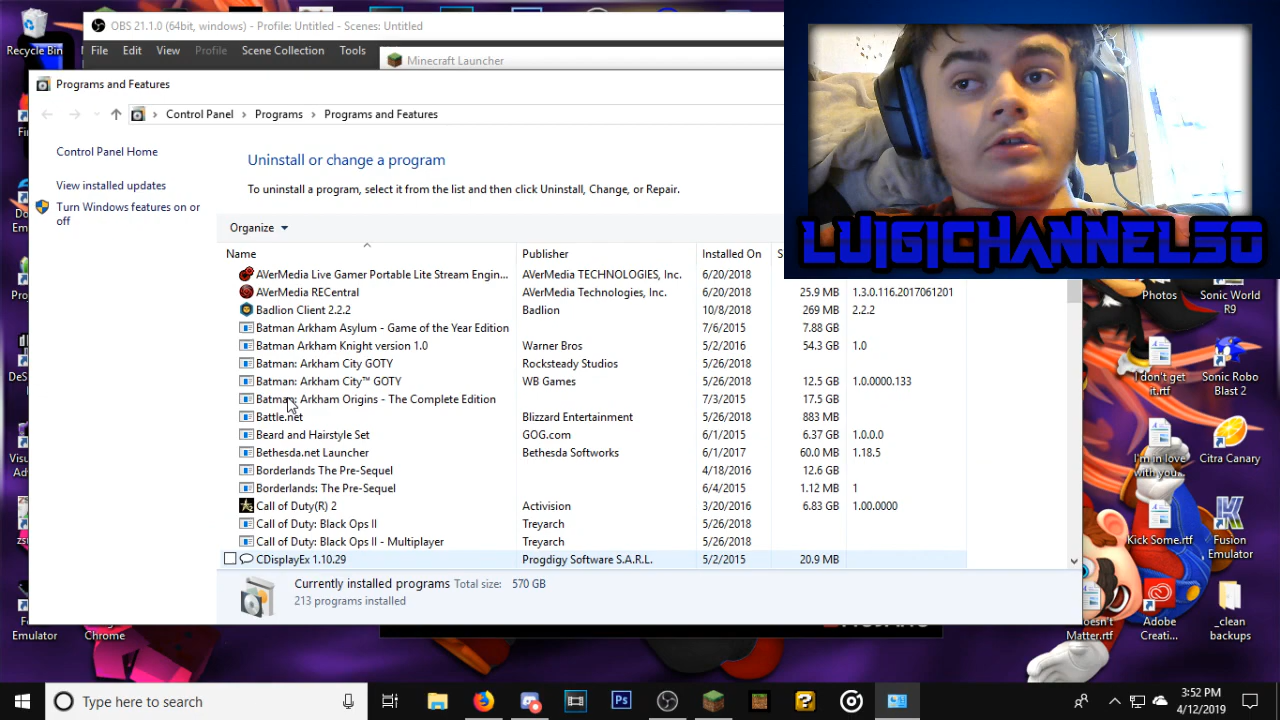 OBS 21.1.0 (64bit, windows) - Profile: Untitled - Scenes: Untitled
Recycle Bin
File Edit View Profile Scene Collection Tools
Minecraft Launcher
Programs and Features
Control Panel > Programs > Programs and Features
Control Panel Home
View installed updates
Turn Windows features on or off
Uninstall or change a program
To uninstall a program, select it from the list and then click Uninstall, Change, or Repair.
Organize
Name Publisher Installed On
AVerMedia Live Gamer Portable Lite Stream Engin... AVerMedia TECHNOLOGIES, Inc. 6/20/2018
AVerMedia RECentral AVerMedia Technologies, Inc. 6/20/2018 25.9 MB 1.3.0.116.2017061201
Badlion Client 2.2.2 Badlion 10/8/2018 269 MB 2.2.2
Batman Arkham Asylum - Game of the Year Edition 7/6/2015 7.88 GB
Batman Arkham Knight version 1.0 Warner Bros 5/2/2016 54.3 GB 1.0
Batman: Arkham City GOTY Rocksteady Studios 5/26/2018
Batman: Arkham City™ GOTY WB Games 5/26/2018 12.5 GB 1.0.0000.133
Batman: Arkham Origins - The Complete Edition 7/3/2015 17.5 GB
Battle.net Blizzard Entertainment 5/26/2018 883 MB
Beard and Hairstyle Set GOG.com 6/1/2015 6.37 GB 1.0.0.0
Bethesda.net Launcher Bethesda Softworks 6/1/2017 60.0 MB 1.18.5
Borderlands The Pre-Sequel 4/18/2016 12.6 GB
Borderlands: The Pre-Sequel 6/4/2015 1.12 MB 1
Call of Duty(R) 2 Activision 3/20/2016 6.83 GB 1.00.0000
Call of Duty: Black Ops II Treyarch 5/26/2018
Call of Duty: Black Ops II - Multiplayer Treyarch 5/26/2018
CDisplayEx 1.10.29 Progdigy Software S.A.R.L. 5/2/2015 20.9 MB
Currently installed programs Total size: 570 GB
213 programs installed
LUIGICHANNEL50
Photos
Sonic World R9
I don't get it.rtf
Sonic Robo Blast 2
I'm in love with you....
Citra Canary
Kick Some.rtf
Fusion Emulator
Matter.rtf
Adobe Creati...
_clean backups
Emulator
Chrome
Type here to search
3:52 PM
4/12/2019